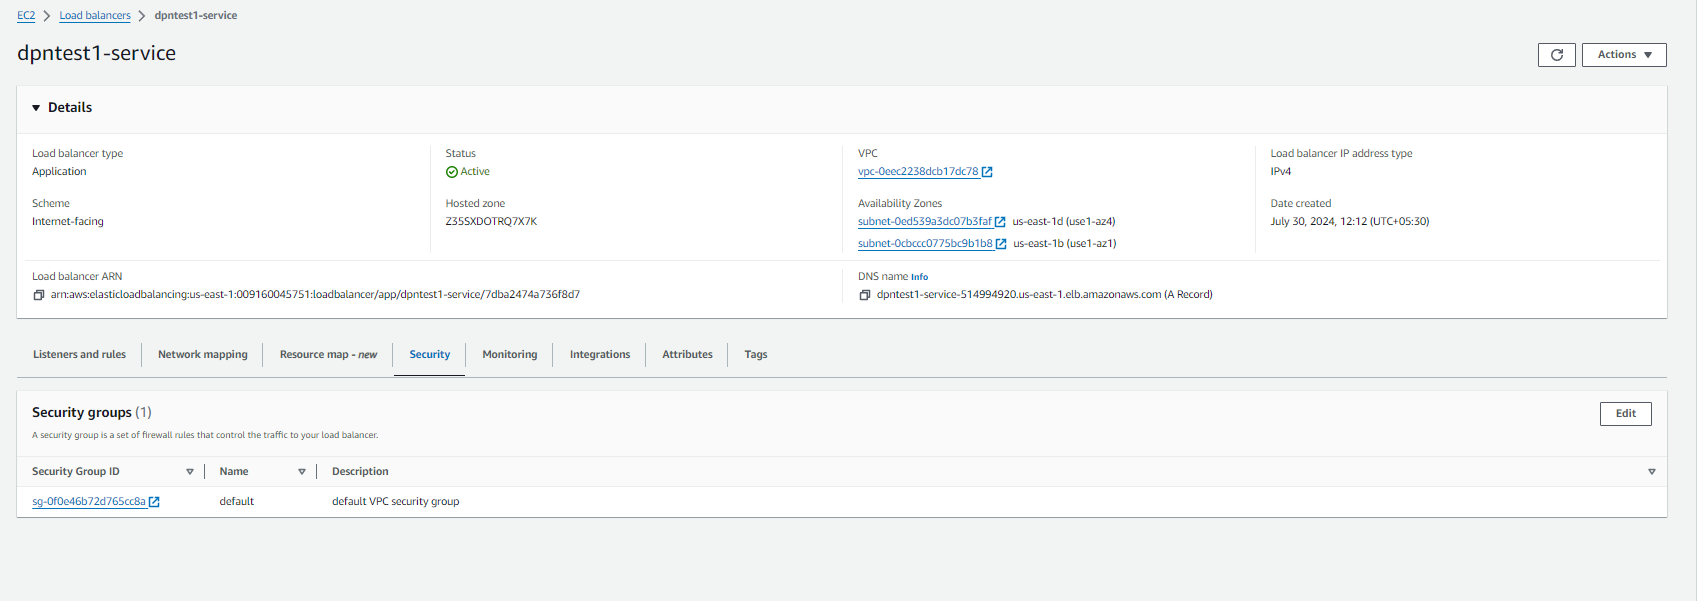 EC2 > Load balancers > dpntest1-service
dpntest1-service
Actions
Details
Load balancer type
Application
Status
Active
VPC
vpc-0eec2238dcb17dc78
Load balancer IP address type
IPv4
Scheme
Internet-facing
Hosted zone
Z35SXDOTRQ7X7K
Availability Zones
subnet-0ed539a3dc07b3faf us-east-1d (use1-az4)
subnet-0cbccc0775bc9b1b8 us-east-1b (use1-az1)
Date created
July 30, 2024, 12:12 (UTC+05:30)
Load balancer ARN
arn:aws:elasticloadbalancing:us-east-1:009160045751:loadbalancer/app/dpntest1-service/7dba2474a736f8d7
DNS name Info
dpntest1-service-514994920.us-east-1.elb.amazonaws.com (A Record)
Listeners and rules Network mapping Resource map - new Security Monitoring Integrations Attributes Tags
Security groups (1)
Edit
A security group is a set of firewall rules that control the traffic to your load balancer.
Security Group ID Name Description
sg-0f0e46b72d765cc8a default default VPC security group